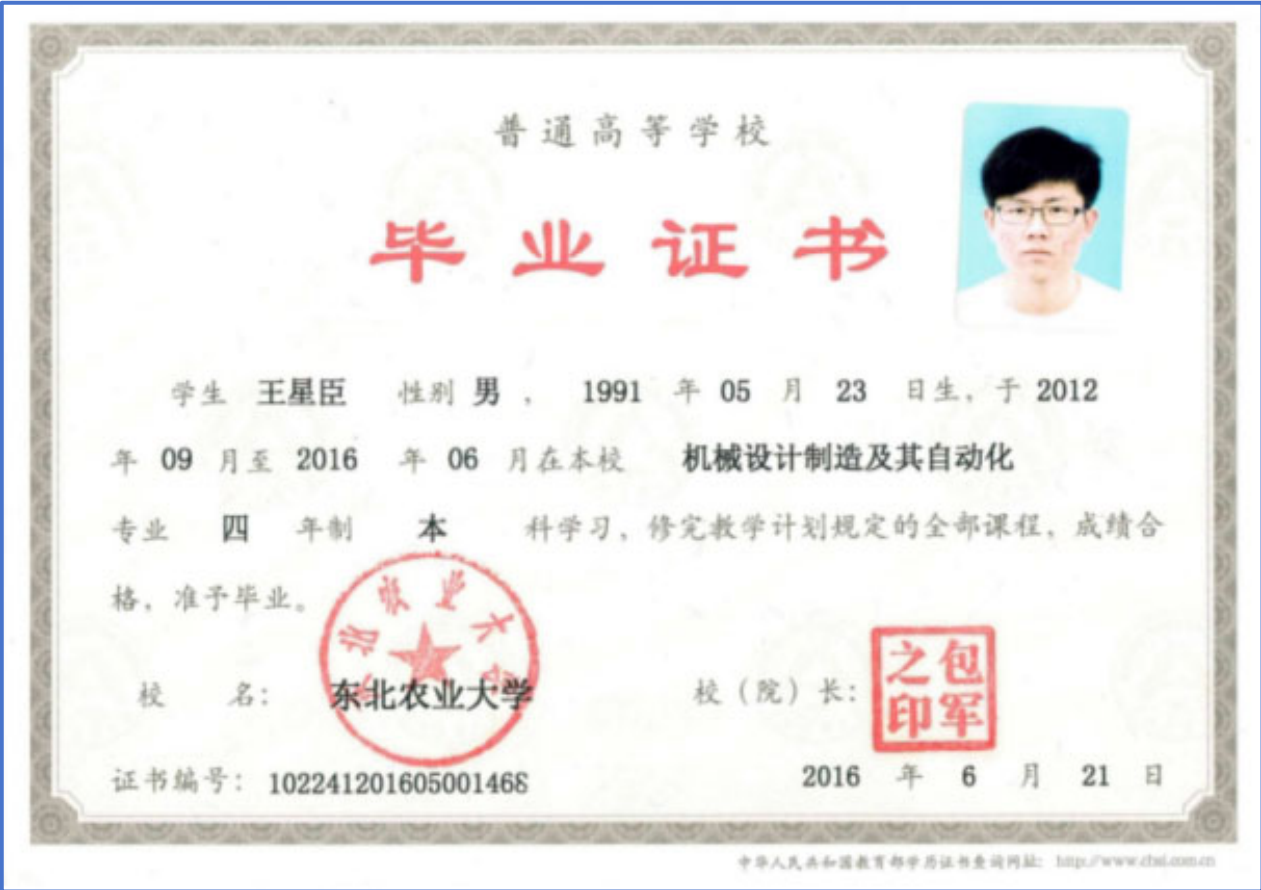 普通高等学校
毕业证书
学生 王星臣 性别 男 , 1991 年 05 月 23 日生, 于 2012
年 09 月至 2016 年 06 月在本校 机械设计制造及其自动化
专业 四 年制 本 科学习, 修完教学计划规定的全部课程, 成绩合
格, 准予毕业。
东北农业大学
校 名: 东北农业大学 校（院）长: 包军之印
证书编号: 102241201605001468 2016 年 6 月 21 日
中华人民共和国教育部学历证书查询网址: http://www.chsi.com.cn